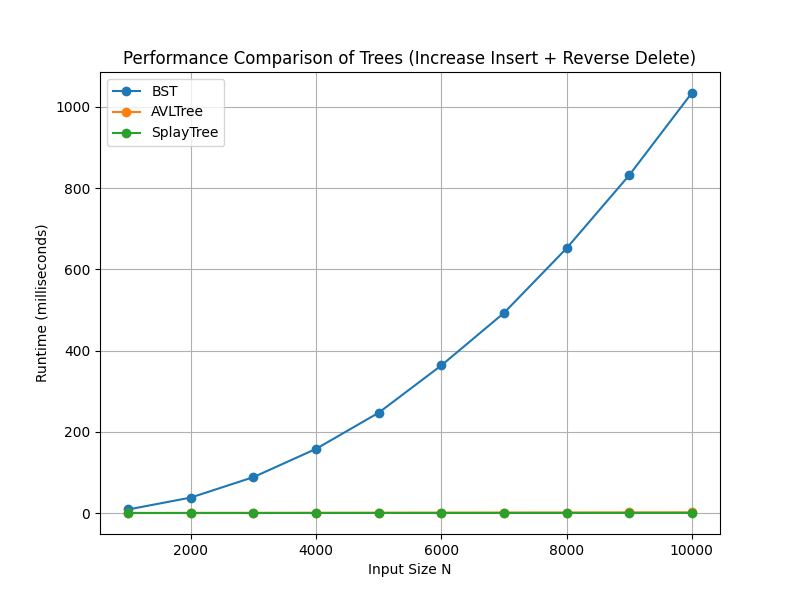 Performance Comparison of Trees (Increase Insert + Reverse Delete)
BST
AVLTree
SplayTree
Runtime (milliseconds)
1000
800
600
400
200
0
2000 4000 6000 8000 10000
Input Size N